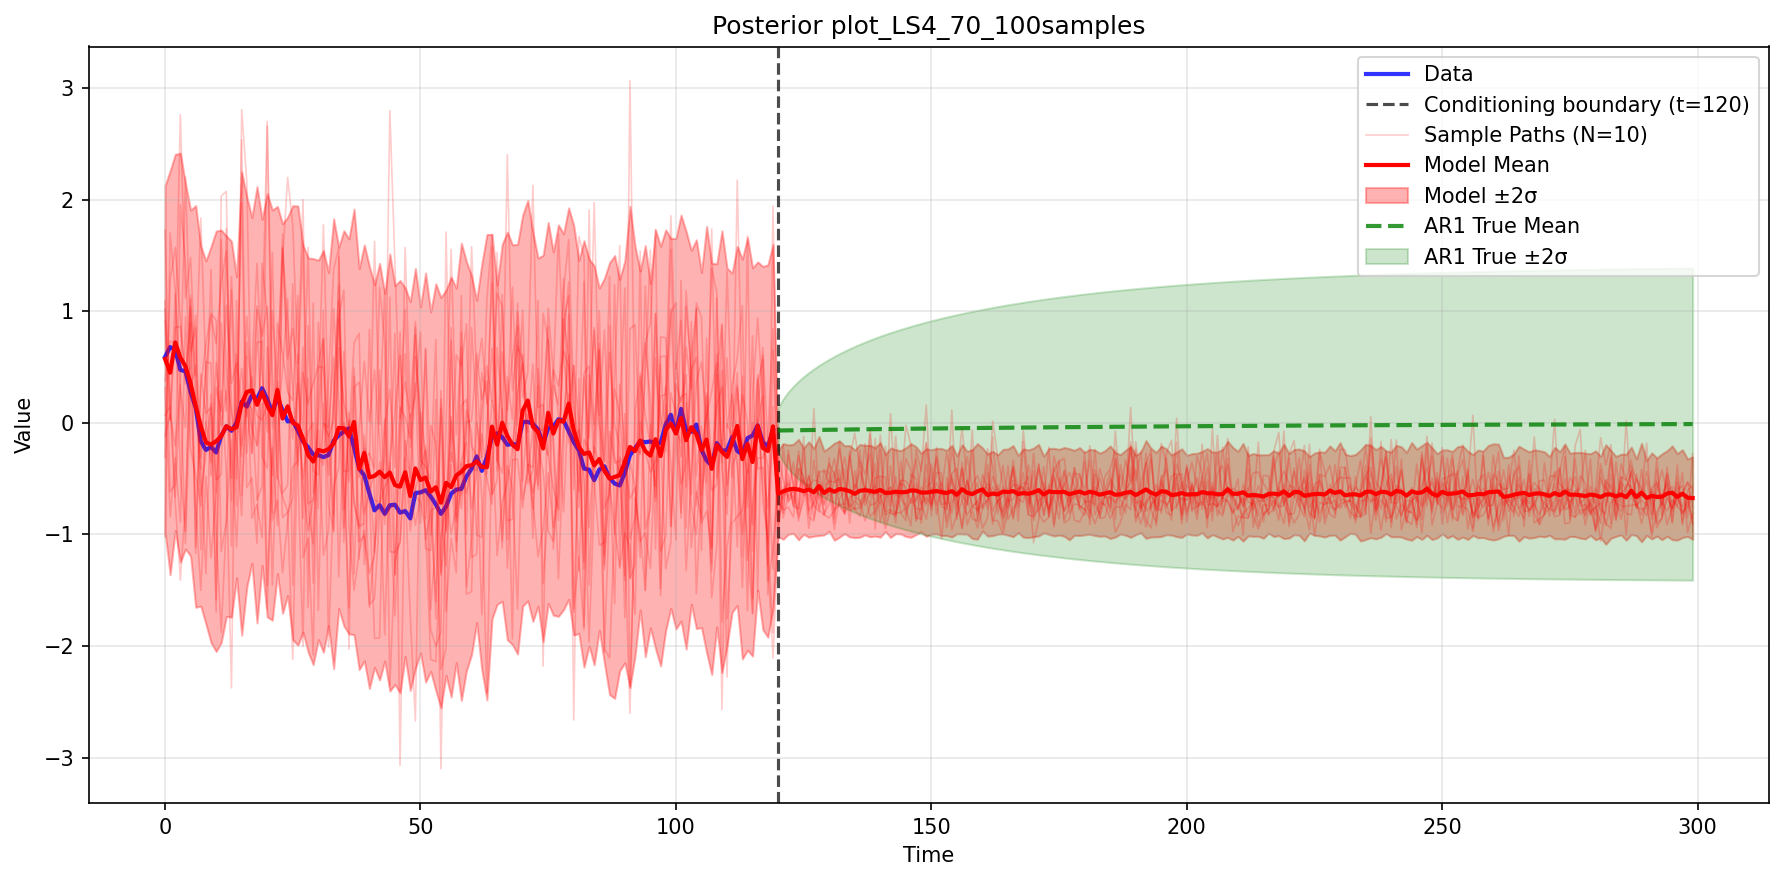 Posterior plot_LS4_70_100samples
Data
Conditioning boundary (t=120)
Sample Paths (N=10)
Model Mean
Model ±2σ
AR1 True Mean
AR1 True ±2σ
Value
3
2
1
0
−1
−2
−3
0 50 100 150 200 250 300
Time